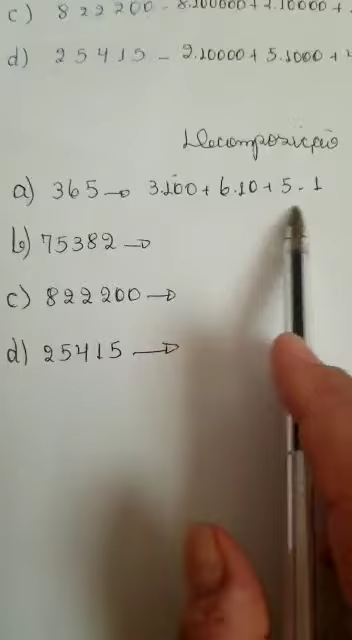 c) 822200 - 8.100000 + 2.10000 +
d) 25415 - 2.10000 + 5.1000 + 4
Decomposição
a) 365 → 3.100 + 6.10 + 5.1
b) 75382 →
c) 822200 →
d) 25415 →